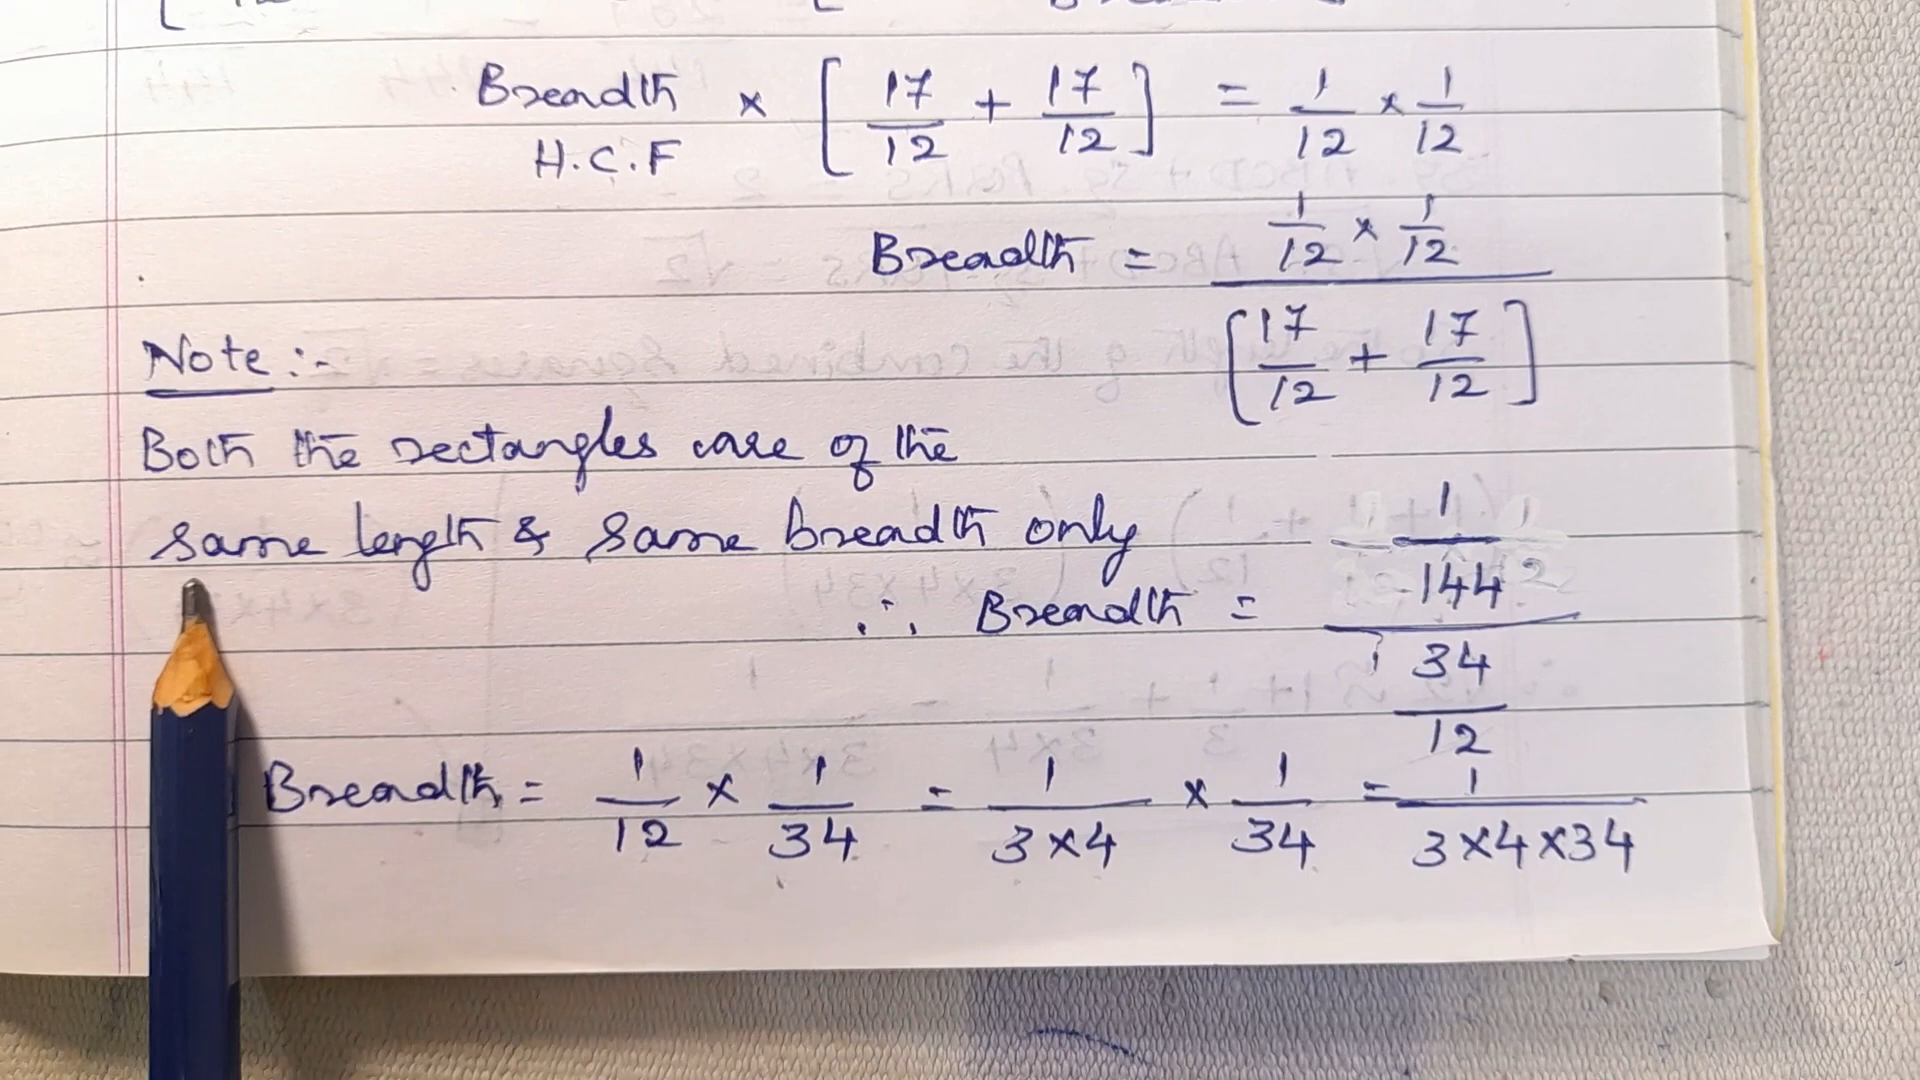 Breadth × [ 17/12 + 17/12 ] = 1/12 × 1/12
H.C.F
Breadth = 1/12 × 1/12 / [ 17/12 + 17/12 ]
Note :-
Both the rectangles are of the
same length & same breadth only
∴ Breadth = 1/144 / 34/12
Breadth = 1/12 × 1/34 = 1/3×4 × 1/34 = 1/3×4×34